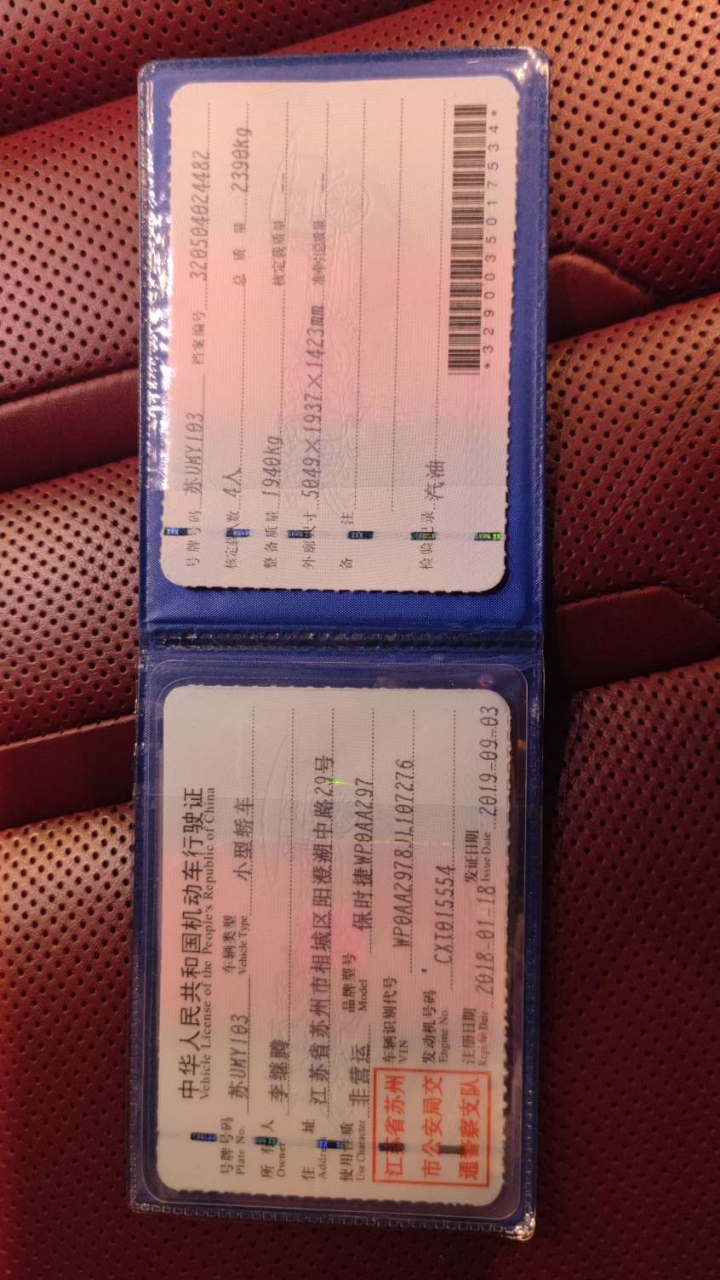 中华人民共和国机动车行驶证
Vehicle License of the People's Republic of China
号牌号码 苏UMY103 车辆类型 小型轿车
Plate No. Vehicle Type
所有人 李继腾
Owner
住址 江苏省苏州市相城区阳澄湖中路29号
Address
使用性质 非营运 品牌型号 保时捷WP0AA297
Use Character Model
江苏省苏州
市公安局交
通警察支队
车辆识别代号 WP0AA2978JL107276
VIN
发动机号码 CXT015554
Engine No.
注册日期 2018-01-18 发证日期 2019-09-03
Register Date Issue Date
号牌号码 苏UMY103 档案编号 320504024482
核定载人数 4人 总质量 2390kg
整备质量 1940kg 核定载质量 --
外廓尺寸 5049×1937×1423mm 准牵引总质量 --
备注
检验记录 汽油
*3290035017534*